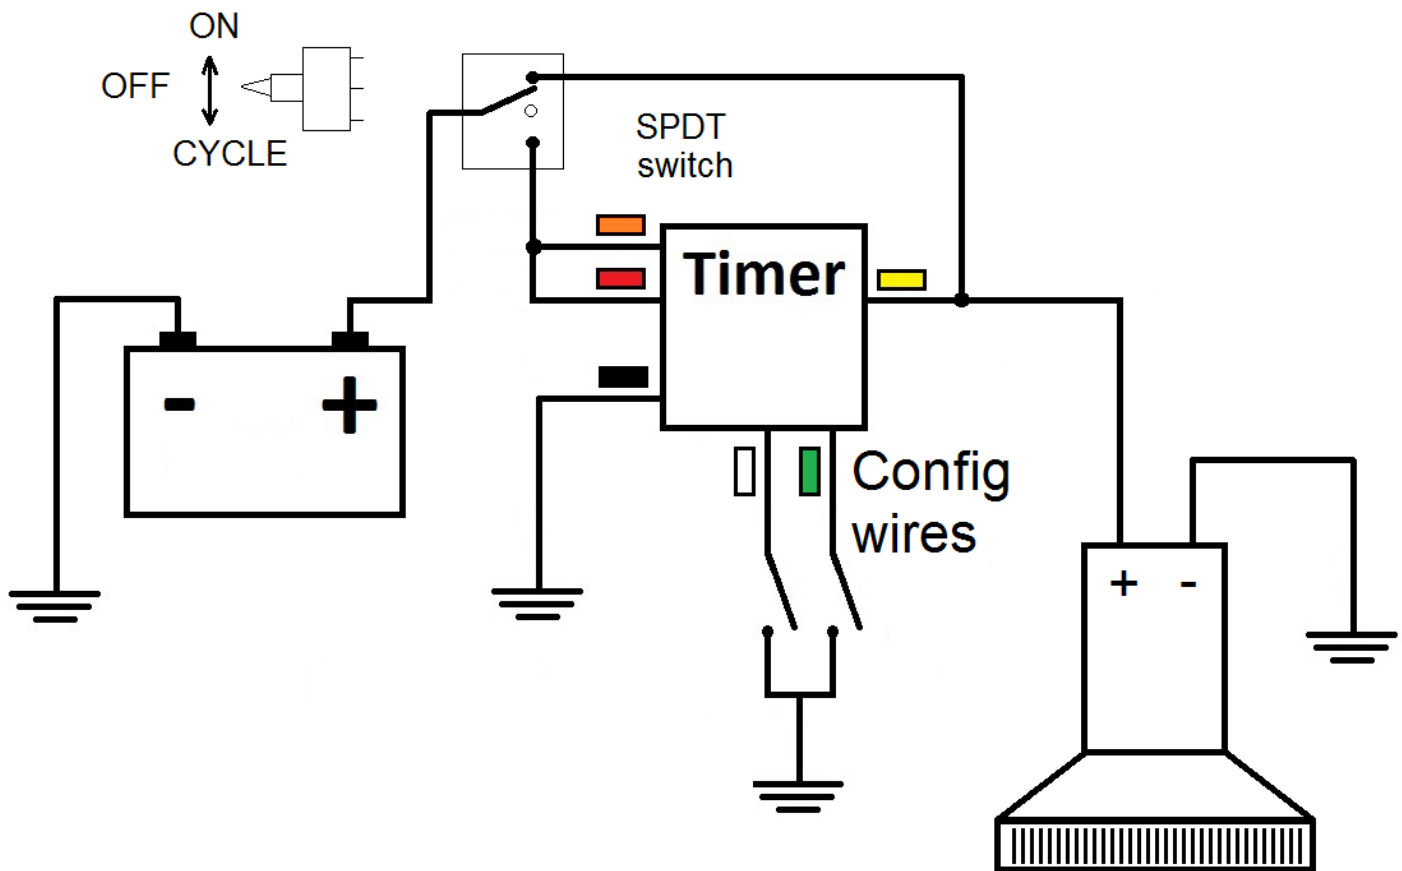 ON
OFF
CYCLE
SPDT
switch
Timer
- +
Config
wires
+ -